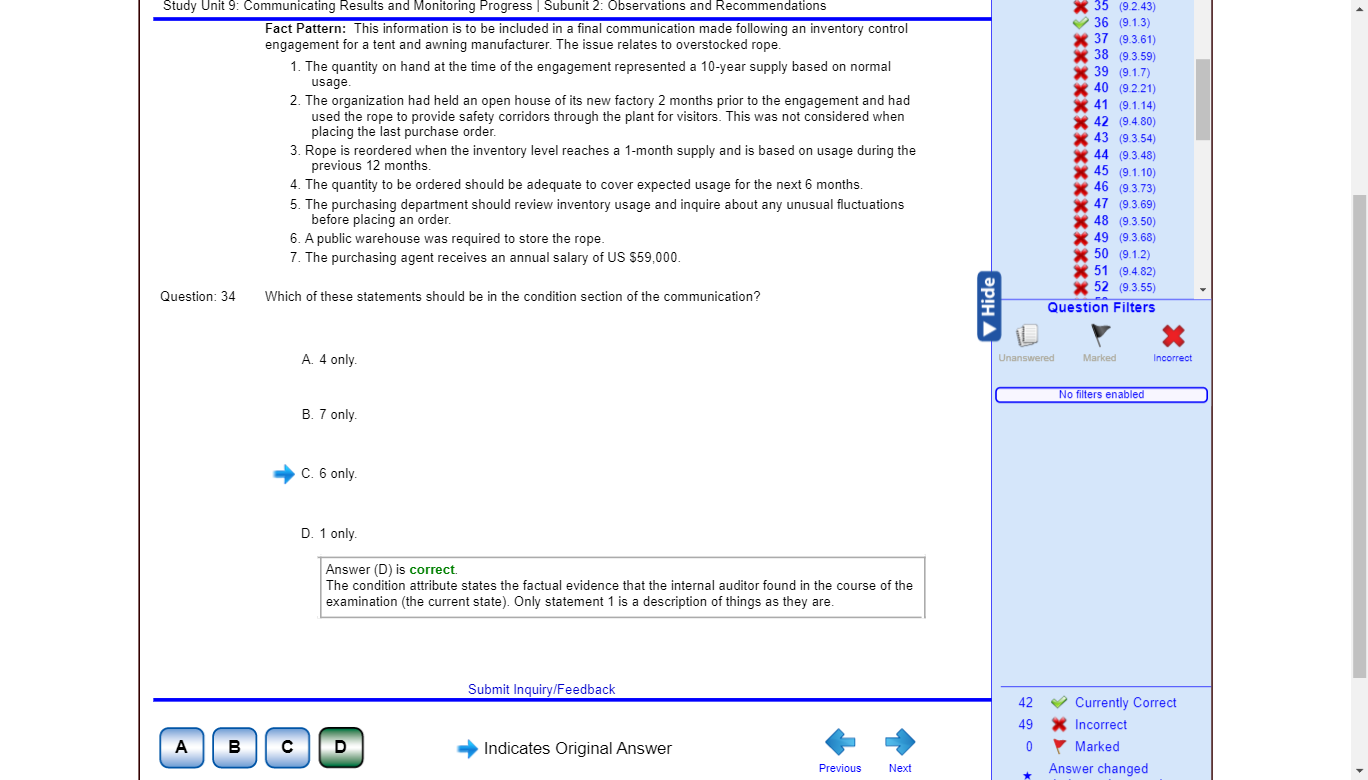 Study Unit 9: Communicating Results and Monitoring Progress | Subunit 2: Observations and Recommendations
Fact Pattern: This information is to be included in a final communication made following an inventory control
engagement for a tent and awning manufacturer. The issue relates to overstocked rope.
1. The quantity on hand at the time of the engagement represented a 10-year supply based on normal
usage.
2. The organization had held an open house of its new factory 2 months prior to the engagement and had
used the rope to provide safety corridors through the plant for visitors. This was not considered when
placing the last purchase order.
3. Rope is reordered when the inventory level reaches a 1-month supply and is based on usage during the
previous 12 months.
4. The quantity to be ordered should be adequate to cover expected usage for the next 6 months.
5. The purchasing department should review inventory usage and inquire about any unusual fluctuations
before placing an order.
6. A public warehouse was required to store the rope.
7. The purchasing agent receives an annual salary of US $59,000.
Question: 34 Which of these statements should be in the condition section of the communication?
A. 4 only.
B. 7 only.
C. 6 only.
D. 1 only.
Answer (D) is correct.
The condition attribute states the factual evidence that the internal auditor found in the course of the
examination (the current state). Only statement 1 is a description of things as they are.
Submit Inquiry/Feedback
A B C D
Indicates Original Answer
Previous Next
35 (9.2.43)
36 (9.1.3)
37 (9.3.61)
38 (9.3.59)
39 (9.1.7)
40 (9.2.21)
41 (9.1.14)
42 (9.4.80)
43 (9.3.54)
44 (9.3.48)
45 (9.1.10)
46 (9.3.73)
47 (9.3.69)
48 (9.3.50)
49 (9.3.68)
50 (9.1.2)
51 (9.4.82)
52 (9.3.55)
Hide
Question Filters
Unanswered Marked Incorrect
No filters enabled
42 Currently Correct
49 Incorrect
0 Marked
Answer changed